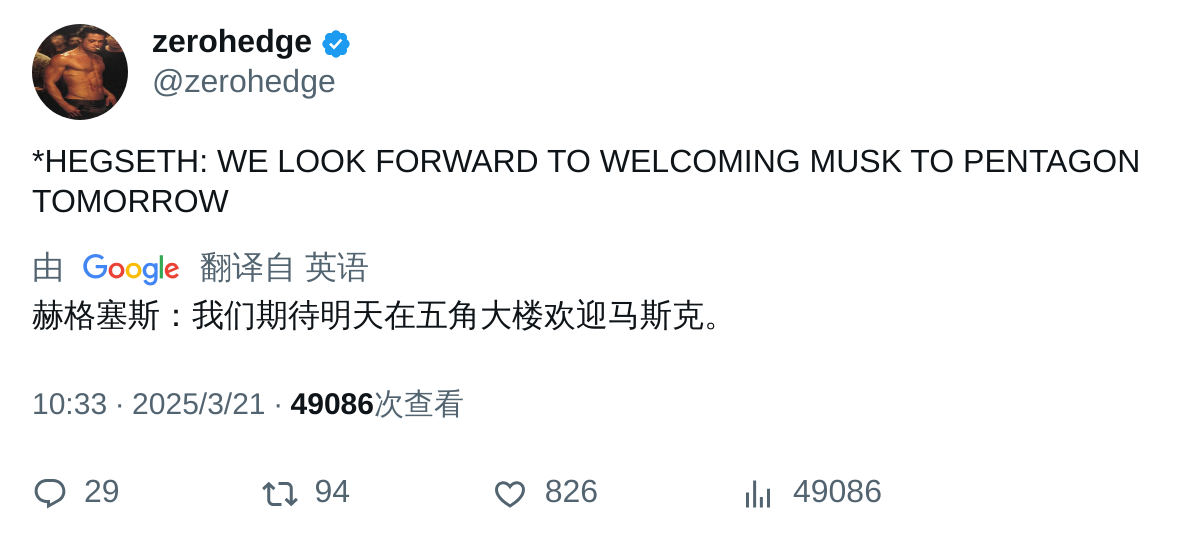 zerohedge
@zerohedge
*HEGSETH: WE LOOK FORWARD TO WELCOMING MUSK TO PENTAGON
TOMORROW
由 Google 翻译自 英语
赫格塞斯：我们期待明天在五角大楼欢迎马斯克。
10:33 · 2025/3/21 · 49086次查看
29 94 826 49086